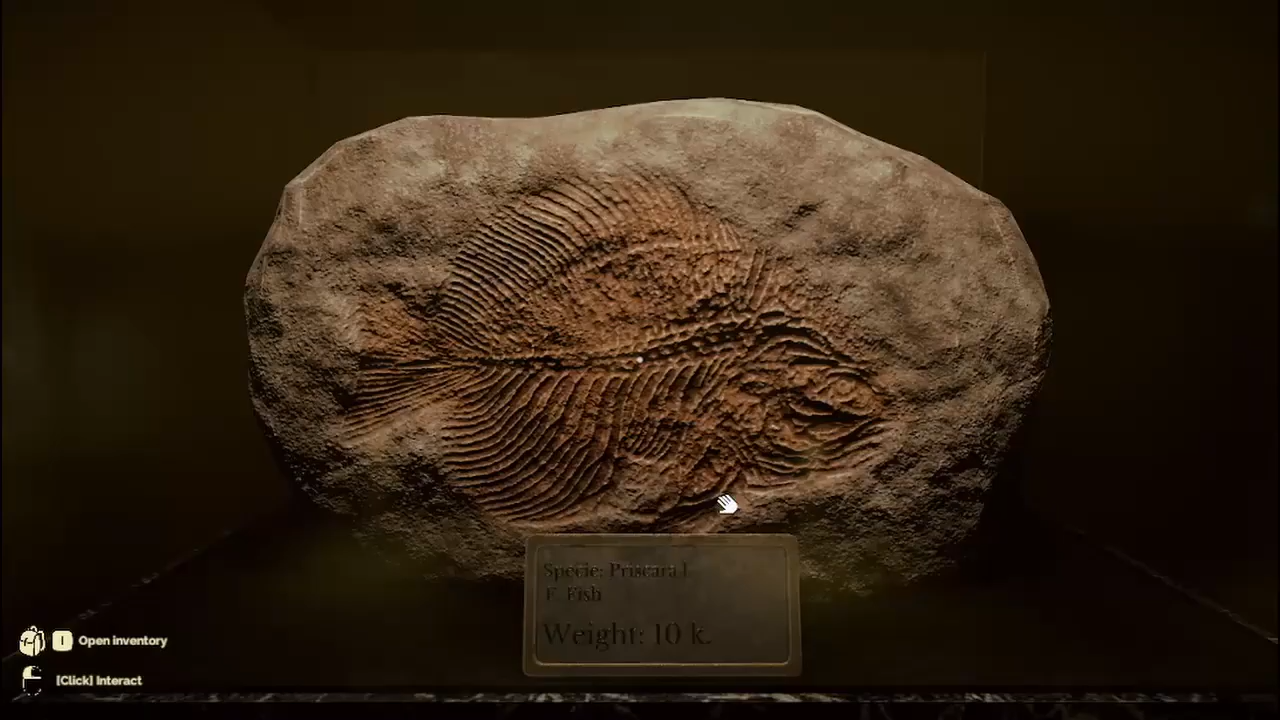 Specie: Priscara L
F. Fish
Weight: 10 k.
I Open inventory
[Click] Interact